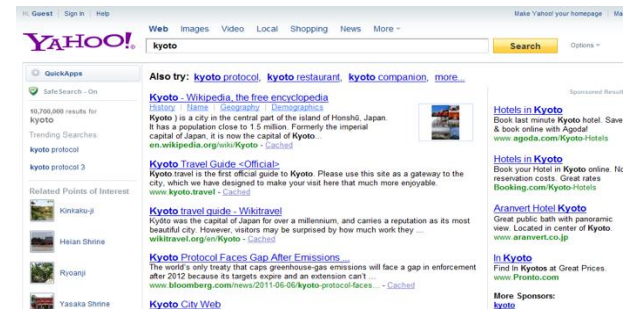 Hi, Guest | Sign In | Help
Make Yahoo! your homepage
Web Images Video Local Shopping News More
YAHOO!
kyoto
Search
Options
QuickApps
SafeSearch - On
10,700,000 results for
kyoto
Trending Searches:
kyoto protocol
kyoto protocol 3
Related Points of Interest
Kinkaku-ji
Heian Shrine
Ryoanji
Yasaka Shrine
Also try: kyoto protocol, kyoto restaurant, kyoto companion, more...
Kyoto - Wikipedia, the free encyclopedia
History | Name | Geography | Demographics
Kyoto ) is a city in the central part of the island of Honshū, Japan.
It has a population close to 1.5 million. Formerly the imperial
capital of Japan, it is now the capital of Kyoto...
en.wikipedia.org/wiki/Kyoto - Cached
Kyoto Travel Guide <Official>
Kyoto.travel is the first official guide to Kyoto. Please use this site as a gateway to the
city, which we have designed to make your visit here that much more enjoyable.
www.kyoto.travel - Cached
Kyoto travel guide - Wikitravel
Kyōto was the capital of Japan for over a millennium, and carries a reputation as its most
beautiful city. However, visitors may be surprised by how much work they ...
wikitravel.org/en/Kyoto - Cached
Kyoto Protocol Faces Gap After Emissions ...
The world's only treaty that caps greenhouse-gas emissions will face a gap in enforcement
after 2012 because its targets expire and an extension can't ...
www.bloomberg.com/news/2011-06-06/kyoto-protocol-faces... - Cached
Kyoto City Web
Sponsored Result
Hotels in Kyoto
Book last minute Kyoto hotel. Save
& book online with Agoda!
www.agoda.com/Kyoto-Hotels
Hotels in Kyoto
Book your Hotel in Kyoto online. No
reservation costs. Great rates
Booking.com/Kyoto-Hotels
Aranvert Hotel Kyoto
Great public bath with panoramic
view. Located in center of Kyoto.
www.aranvert.co.jp
In Kyoto
Find In Kyotos at Great Prices.
www.Pronto.com
More Sponsors:
kyoto